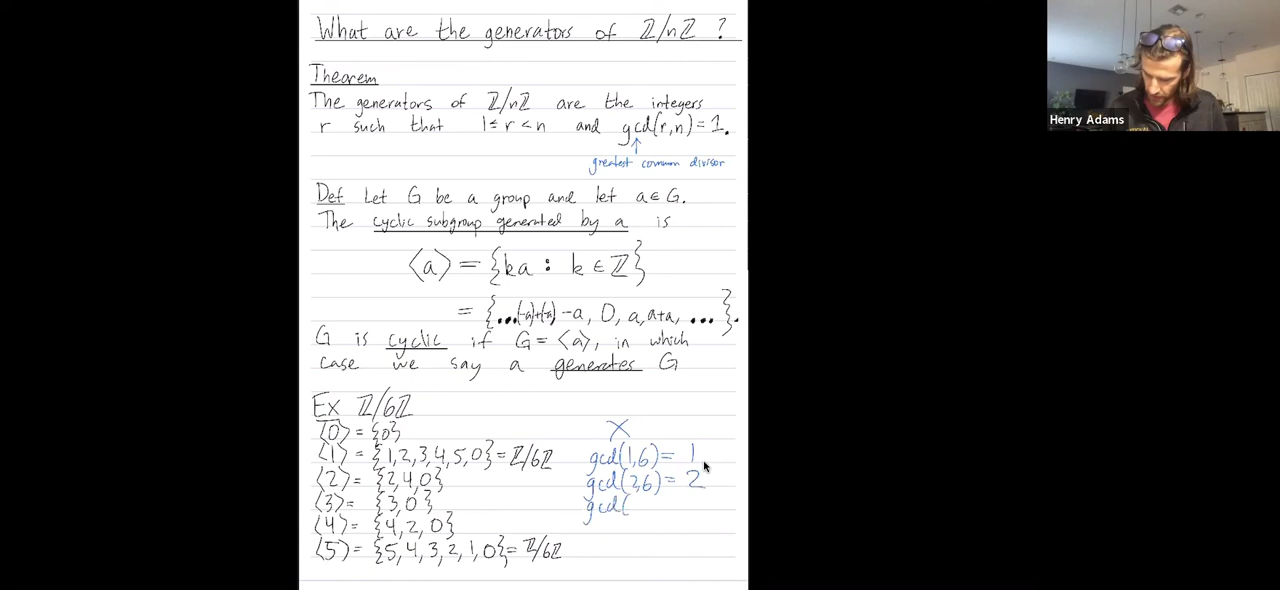 What are the generators of ℤ/nℤ ?
Theorem
The generators of ℤ/nℤ are the integers
r such that 1≤r<n and gcd(r,n)=1.
↑
greatest common divisor
Def Let G be a group and let a∈G.
The cyclic subgroup generated by a is
⟨a⟩ = {ka : k ∈ ℤ}
= {...(-a)+(-a), -a, 0, a, a+a, ...}.
G is cyclic if G = ⟨a⟩, in which
case we say a generates G
Ex ℤ/6ℤ
⟨0⟩ = {0} X
⟨1⟩ = {1,2,3,4,5,0} = ℤ/6ℤ gcd(1,6) = 1
⟨2⟩ = {2,4,0} gcd(2,6) = 2
⟨3⟩ = {3,0} gcd(
⟨4⟩ = {4,2,0}
⟨5⟩ = {5,4,3,2,1,0} = ℤ/6ℤ
Henry Adams